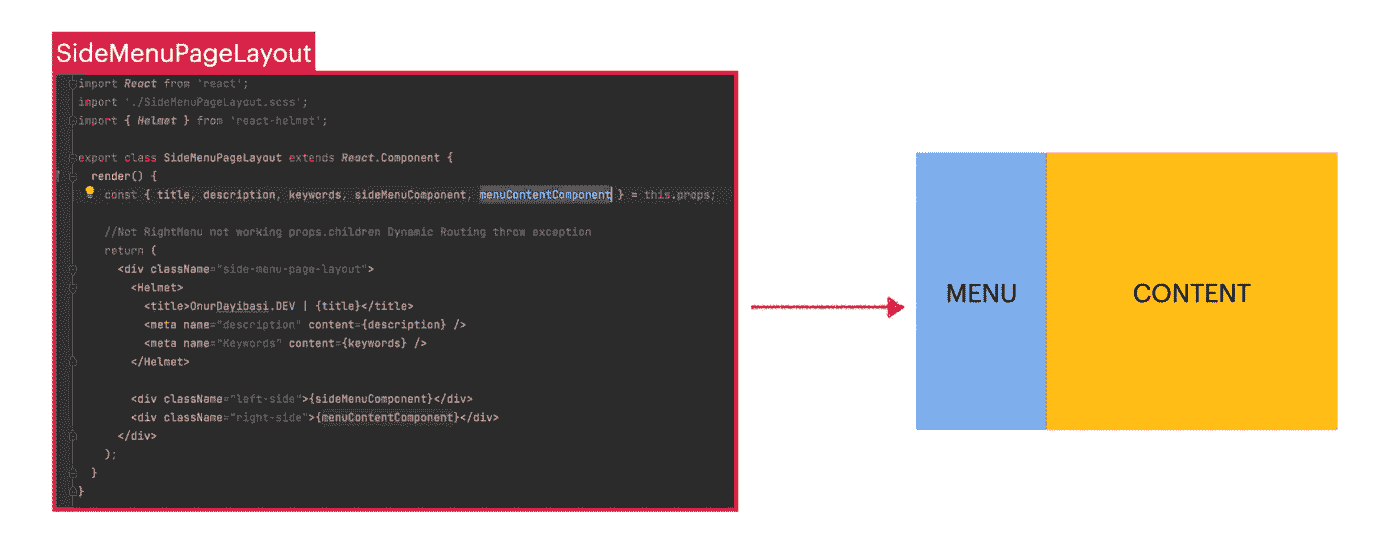 SideMenuPageLayout
import React from 'react';
import './SideMenuPageLayout.scss';
import { Helmet } from 'react-helmet';
export class SideMenuPageLayout extends React.Component {
render() {
const { title, description, keywords, sideMenuComponent, menuContentComponent } = this.props;
//Not RightMenu not working props.children Dynamic Routing throw exception
return (
<div className="side-menu-page-layout">
<Helmet>
<title>OnurDayibasi.DEV | {title}</title>
<meta name="description" content={description} />
<meta name="Keywords" content={keywords} />
</Helmet>
<div className="left-side">{sideMenuComponent}</div>
<div className="right-side">{menuContentComponent}</div>
</div>
);
}
}
MENU
CONTENT